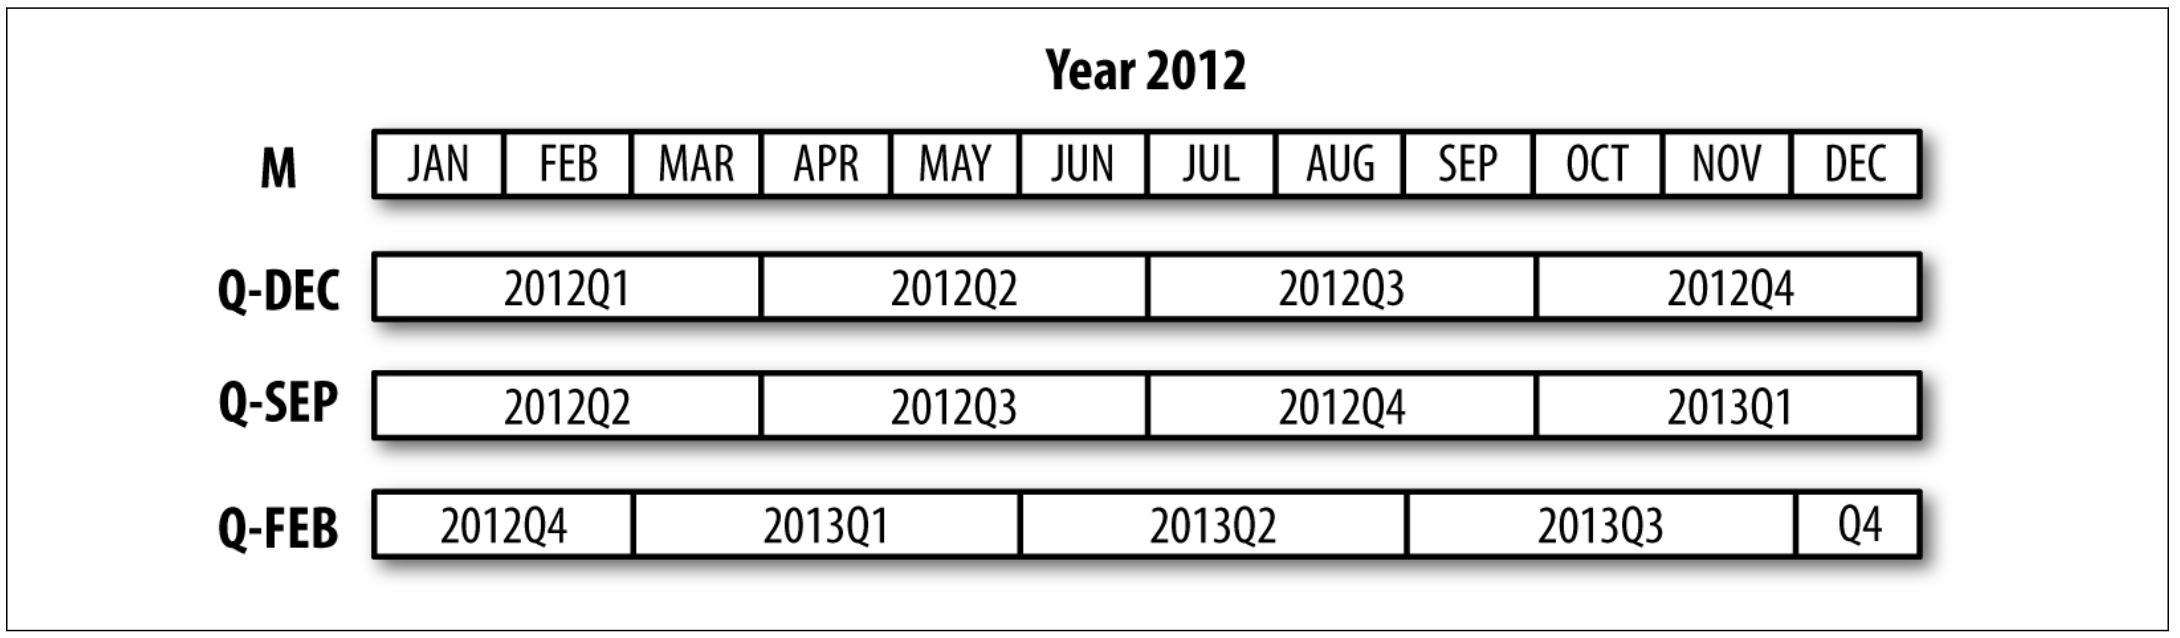 Year 2012
M JAN FEB MAR APR MAY JUN JUL AUG SEP OCT NOV DEC
Q-DEC 2012Q1 2012Q2 2012Q3 2012Q4
Q-SEP 2012Q2 2012Q3 2012Q4 2013Q1
Q-FEB 2012Q4 2013Q1 2013Q2 2013Q3 Q4